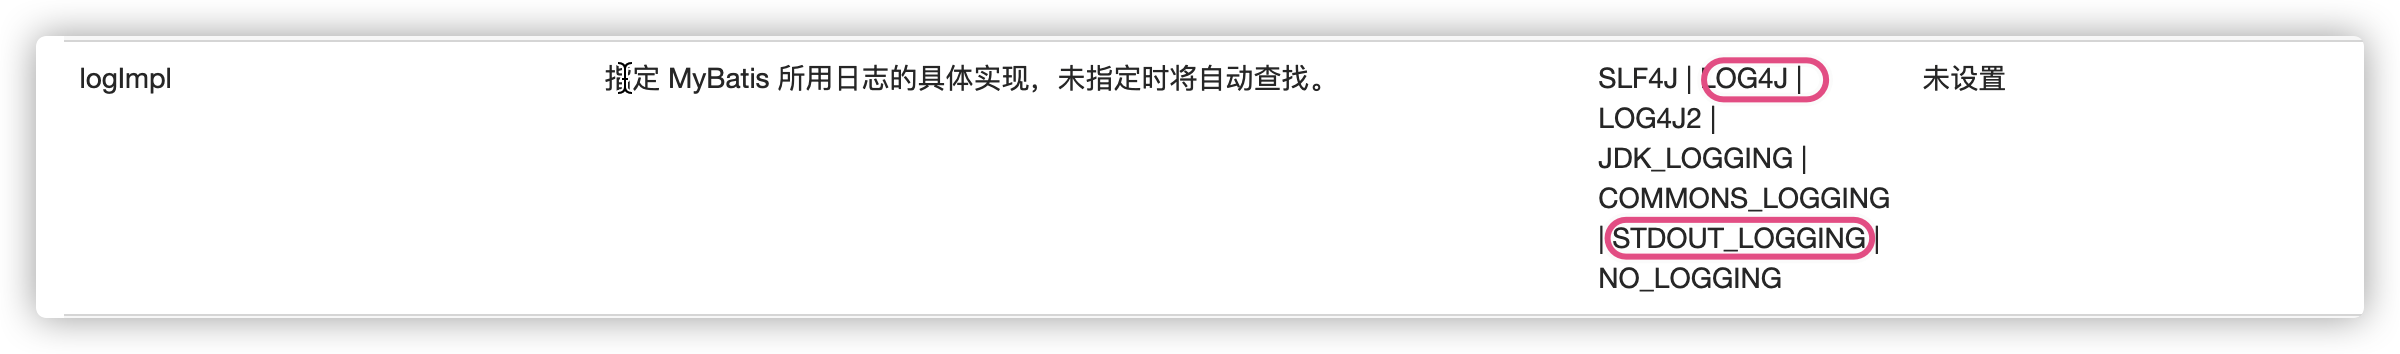 logImpl 指定 MyBatis 所用日志的具体实现，未指定时将自动查找。 SLF4J | LOG4J | 未设置
LOG4J2 |
JDK_LOGGING |
COMMONS_LOGGING
| STDOUT_LOGGING |
NO_LOGGING